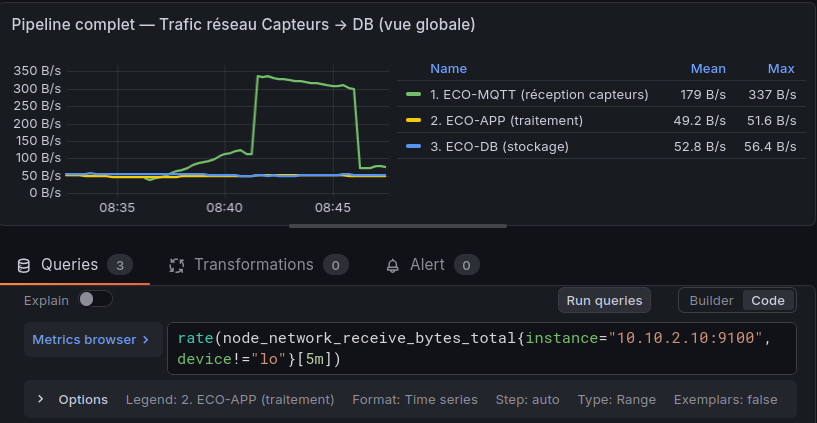 Pipeline complet — Trafic réseau Capteurs → DB (vue globale)
350 B/s
300 B/s
250 B/s
200 B/s
150 B/s
100 B/s
50 B/s
0 B/s
08:35 08:40 08:45
Name Mean Max
1. ECO-MQTT (réception capteurs) 179 B/s 337 B/s
2. ECO-APP (traitement) 49.2 B/s 51.6 B/s
3. ECO-DB (stockage) 52.8 B/s 56.4 B/s
Queries 3 Transformations 0 Alert 0
Explain Run queries Builder Code
Metrics browser > rate(node_network_receive_bytes_total{instance="10.10.2.10:9100",
device!="lo"}[5m])
> Options Legend: 2. ECO-APP (traitement) Format: Time series Step: auto Type: Range Exemplars: false